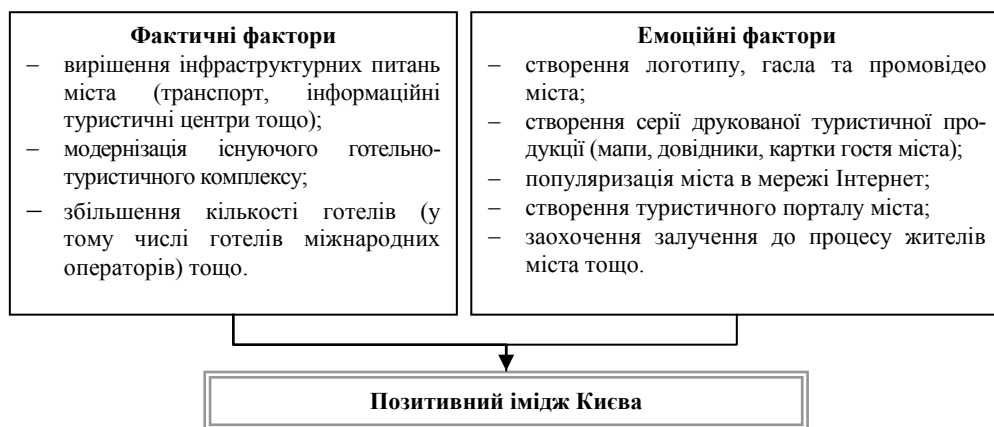 Фактичні фактори
– вирішення інфраструктурних питань
міста (транспорт, інформаційні
туристичні центри тощо);
– модернізація існуючого готельно-
туристичного комплексу;
– збільшення кількості готелів (у
тому числі готелів міжнародних
операторів) тощо.
Емоційні фактори
– створення логотипу, гасла та промовідео
міста;
– створення серії друкованої туристичної про-
дукції (мапи, довідники, картки гостя міста);
– популяризація міста в мережі Інтернет;
– створення туристичного порталу міста;
– заохочення залучення до процесу жителів
міста тощо.
Позитивний імідж Києва